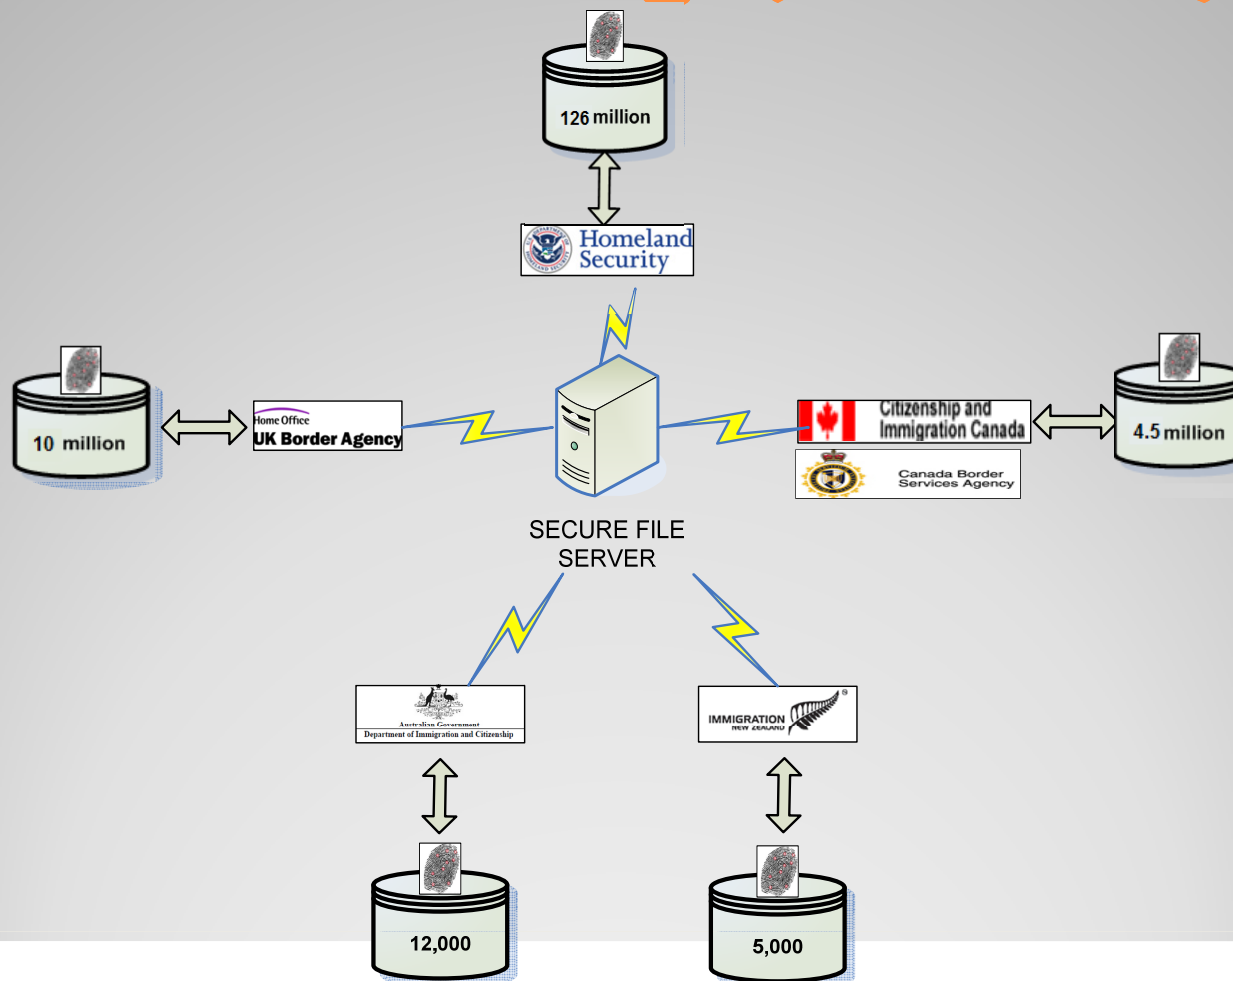 126 million
Homeland
Security
10 million
Home Office
UK Border Agency
Citizenship and
Immigration Canada
Canada Border
Services Agency
4.5 million
SECURE FILE
SERVER
Australian Government
Department of Immigration and Citizenship
IMMIGRATION
NEW ZEALAND
12,000
5,000